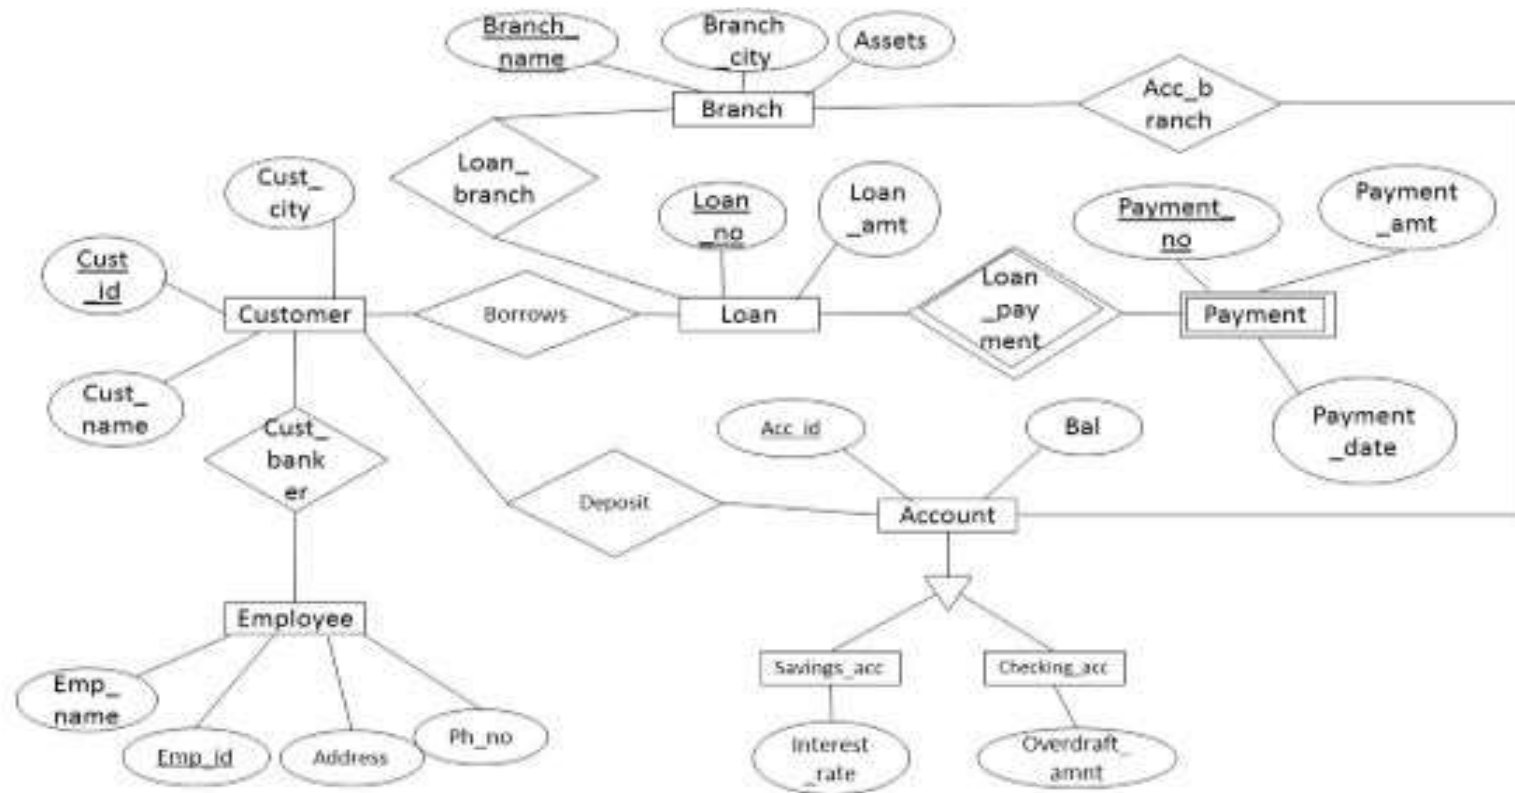 Branch_
name
Branch
_city
Assets
Branch
Acc_b
ranch
Loan_
branch
Cust_
city
Loan
_no
Loan
_amt
Payment_
no
Payment
_amt
Cust
_id
Customer
Borrows
Loan
Loan
_pay
ment
Payment
Cust_
name
Cust_
bank
er
Acc_id
Bal
Payment
_date
Deposit
Account
Employee
Savings_acc
Checking_acc
Emp_
name
Emp_id
Address
Ph_no
Interest
_rate
Overdraft_
amnt